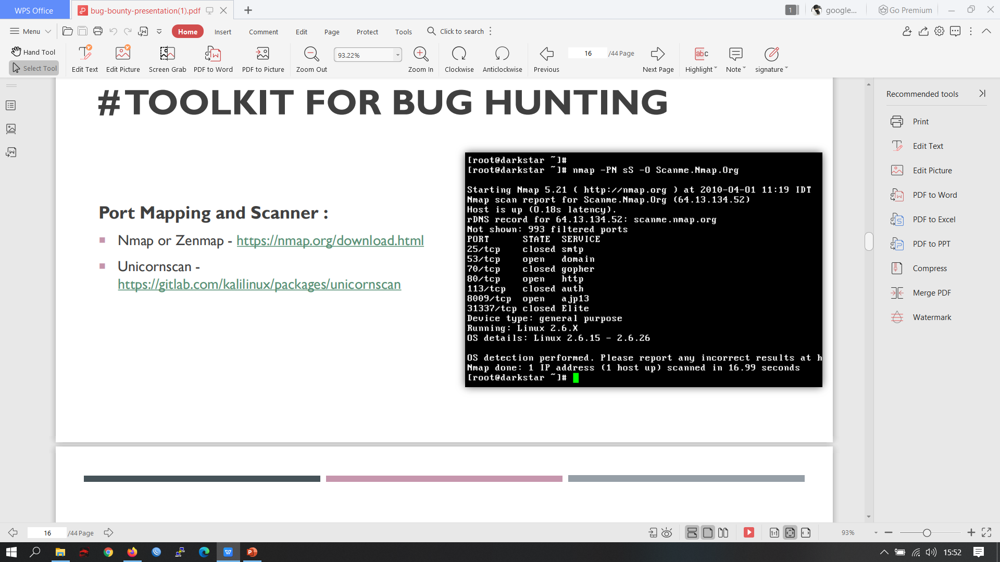 WPS Office
bug-bounty-presentation(1).pdf
1
google...
Go Premium
Menu
Home
Insert
Comment
Edit
Page
Protect
Tools
Click to search
Hand Tool
Select Tool
Edit Text
Edit Picture
Screen Grab
PDF to Word
PDF to Picture
Zoom Out
93.22%
Zoom In
Clockwise
Anticlockwise
Previous
16
/44 Page
Next Page
Highlight
Note
signature
#TOOLKIT FOR BUG HUNTING
Port Mapping and Scanner :
Nmap or Zenmap - https://nmap.org/download.html
Unicornscan -
https://gitlab.com/kalilinux/packages/unicornscan
[root@darkstar ~]#
[root@darkstar ~]# nmap -PN sS -O Scanme.Nmap.Org
Starting Nmap 5.21 ( http://nmap.org ) at 2010-04-01 11:19 IDT
Nmap scan report for Scanme.Nmap.Org (64.13.134.52)
Host is up (0.18s latency).
rDNS record for 64.13.134.52: scanme.nmap.org
Not shown: 993 filtered ports
PORT STATE SERVICE
25/tcp closed smtp
53/tcp open domain
70/tcp closed gopher
80/tcp open http
113/tcp closed auth
8009/tcp open ajp13
31337/tcp closed Elite
Device type: general purpose
Running: Linux 2.6.X
OS details: Linux 2.6.15 - 2.6.26
OS detection performed. Please report any incorrect results at h
Nmap done: 1 IP address (1 host up) scanned in 16.99 seconds
[root@darkstar ~]#
Recommended tools
Print
Edit Text
Edit Picture
PDF to Word
PDF to Excel
PDF to PPT
Compress
Merge PDF
Watermark
16
/44 Page
93%
15:52